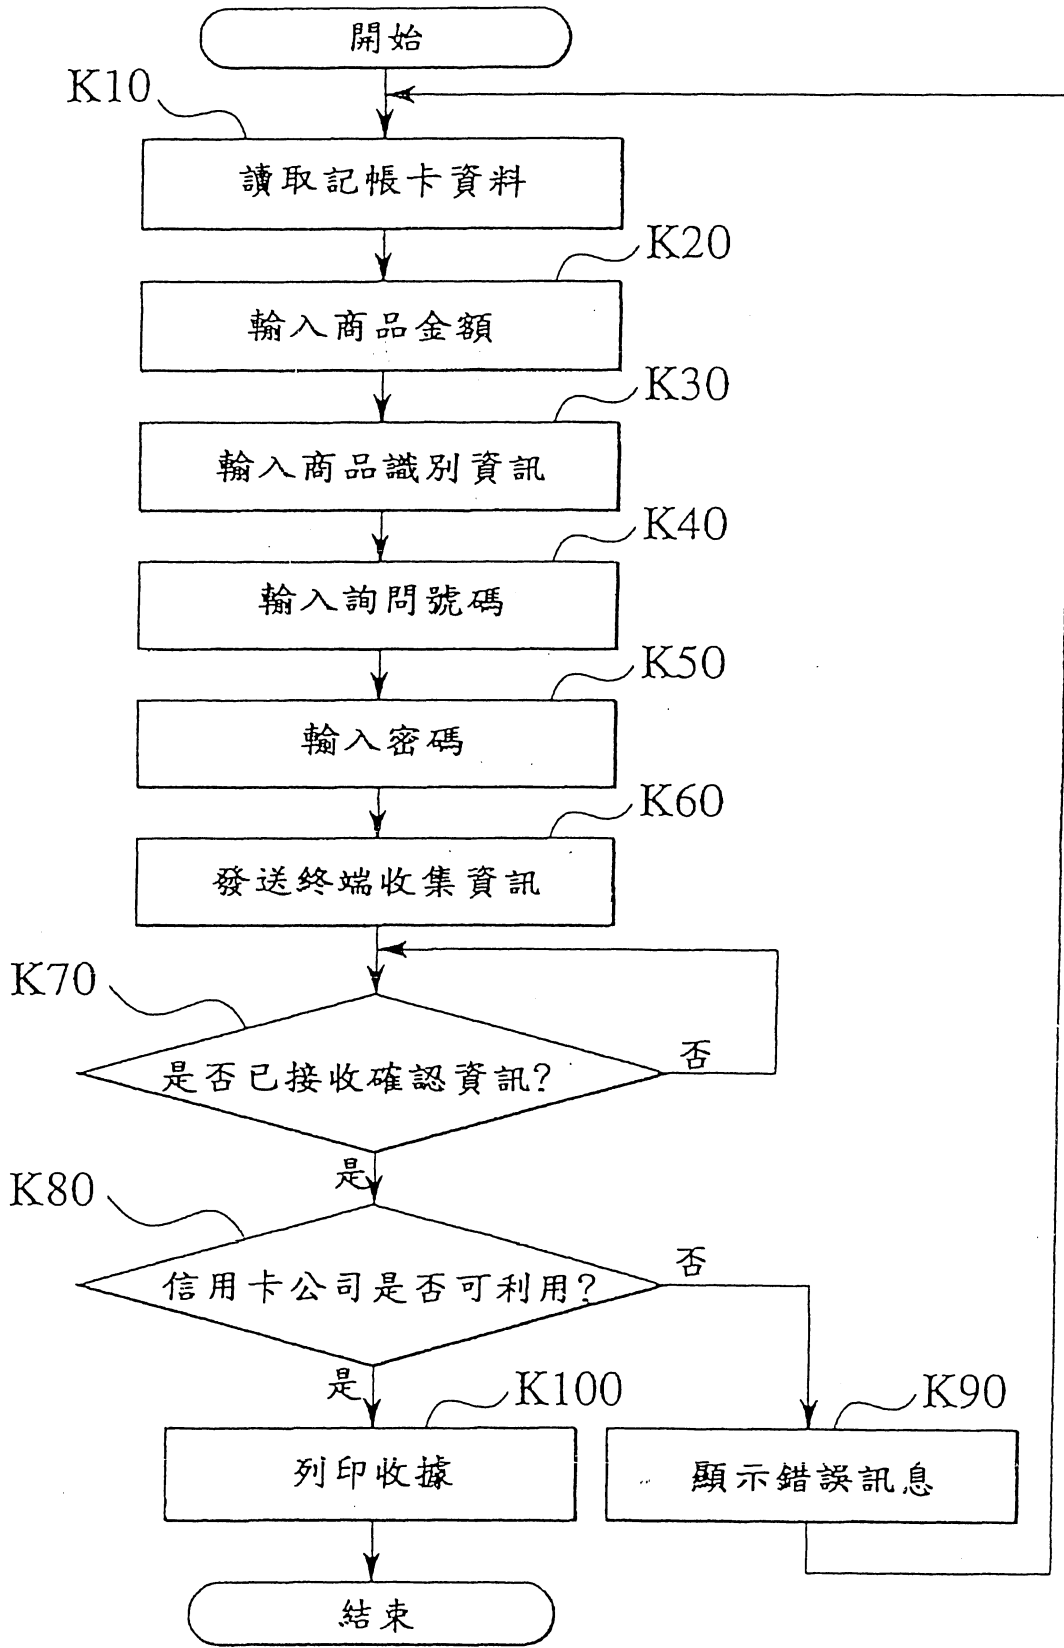 開始
K10
讀取記帳卡資料
K20
輸入商品金額
K30
輸入商品識別資訊
K40
輸入詢問號碼
K50
輸入密碼
K60
發送終端收集資訊
K70
是否已接收確認資訊?
否
是
K80
信用卡公司是否可利用?
否
是
K100
列印收據
K90
顯示錯誤訊息
結束